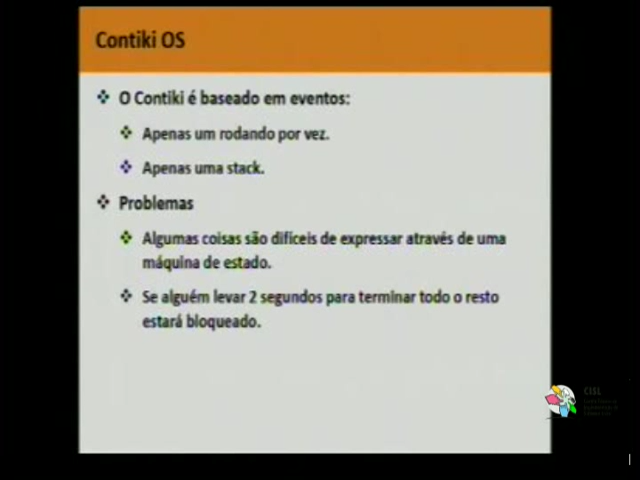 Contiki OS
O Contiki é baseado em eventos:
Apenas um rodando por vez.
Apenas uma stack.
Problemas
Algumas coisas são difíceis de expressar através de uma
máquina de estado.
Se alguém levar 2 segundos para terminar todo o resto
estará bloqueado.
CISL